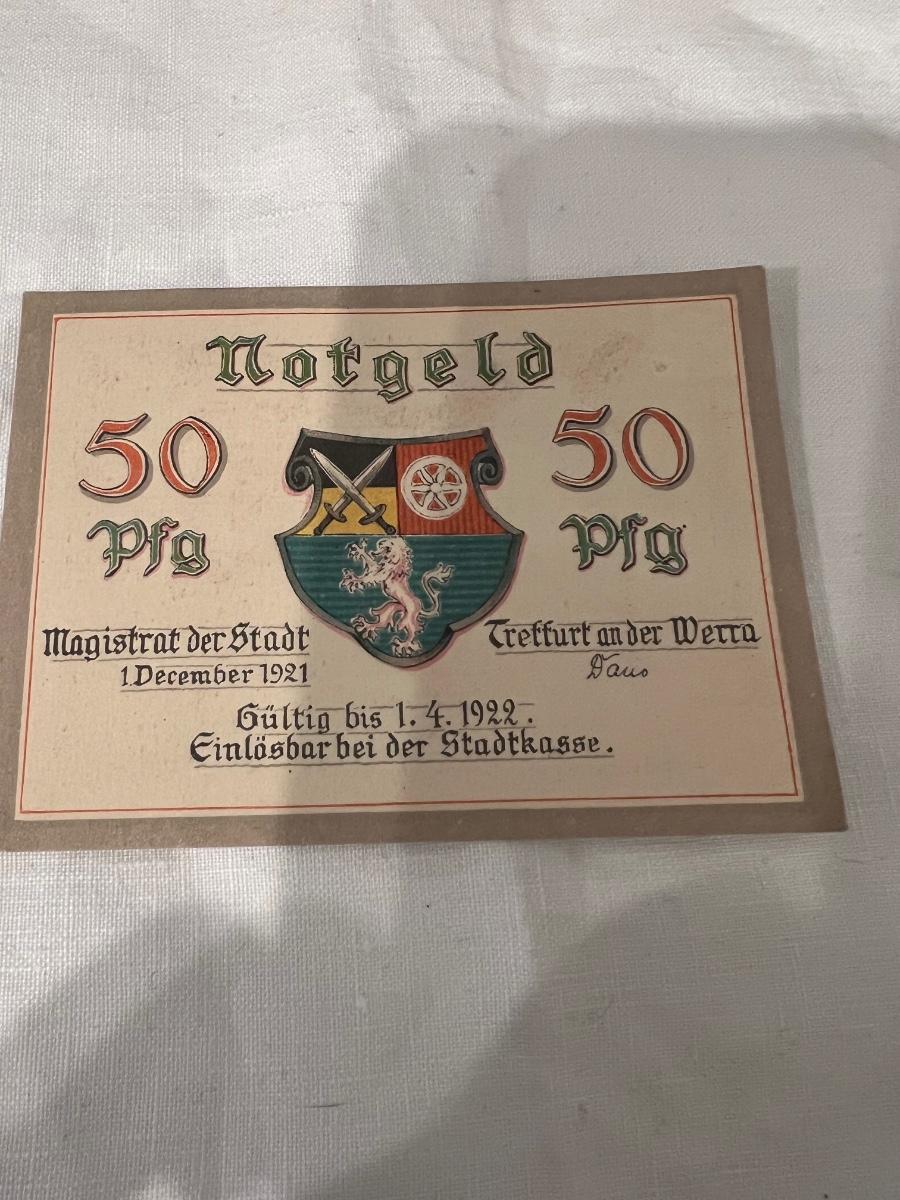 Notgeld
50 50
Pfg Pfg
Magistrat der Stadt Treffurt an der Werra
1.December 1921
Gültig bis 1. 4. 1922.
Einlösbar bei der Stadtkasse.